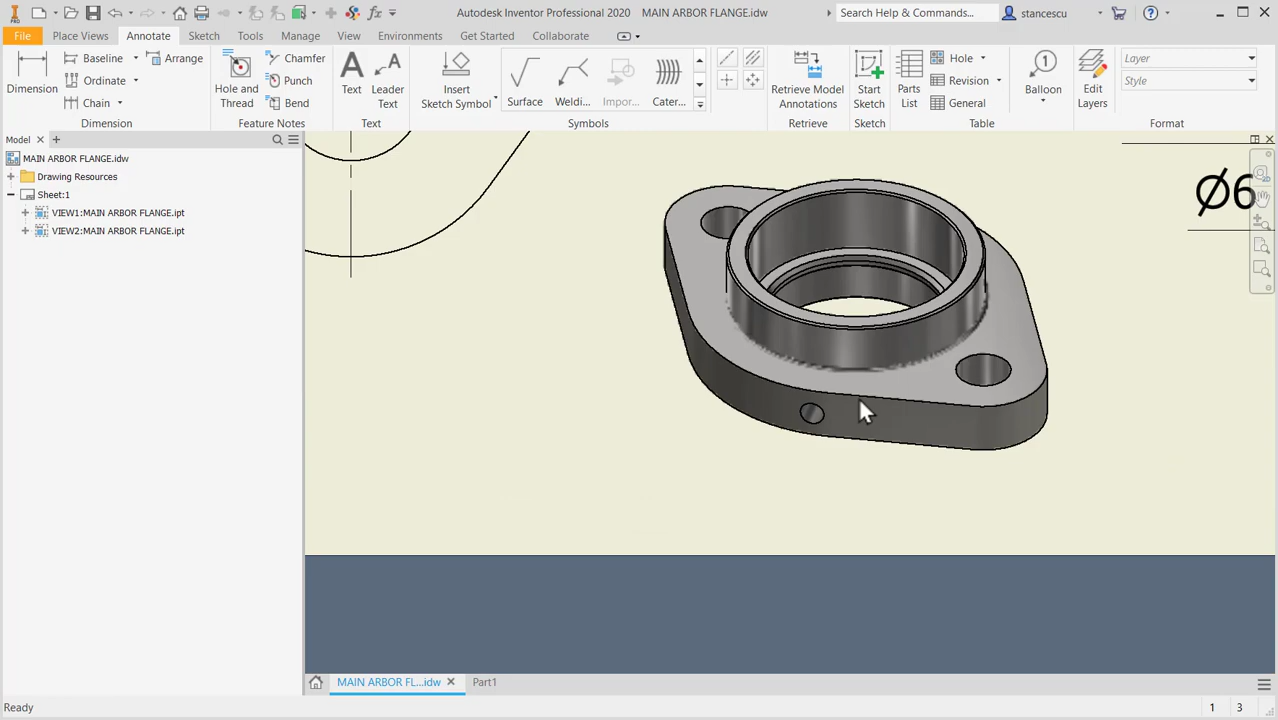 Autodesk Inventor Professional 2020 MAIN ARBOR FLANGE.idw
Search Help & Commands...
stancescu
PRO
File Place Views Annotate Sketch Tools Manage View Environments Get Started Collaborate
Dimension
Baseline
Ordinate
Chain
Arrange
Dimension
Hole and Thread
Chamfer
Punch
Bend
Feature Notes
Text
Leader Text
Text
Insert Sketch Symbol
Surface
Weldi...
Impor...
Cater...
Symbols
Retrieve Model Annotations
Retrieve
Start Sketch
Sketch
Parts List
Hole
Revision
General
Table
Balloon
Edit Layers
Layer
Style
Format
Model
MAIN ARBOR FLANGE.idw
Drawing Resources
Sheet:1
VIEW1:MAIN ARBOR FLANGE.ipt
VIEW2:MAIN ARBOR FLANGE.ipt
Ø6
MAIN ARBOR FL...idw
Part1
Ready
1 3